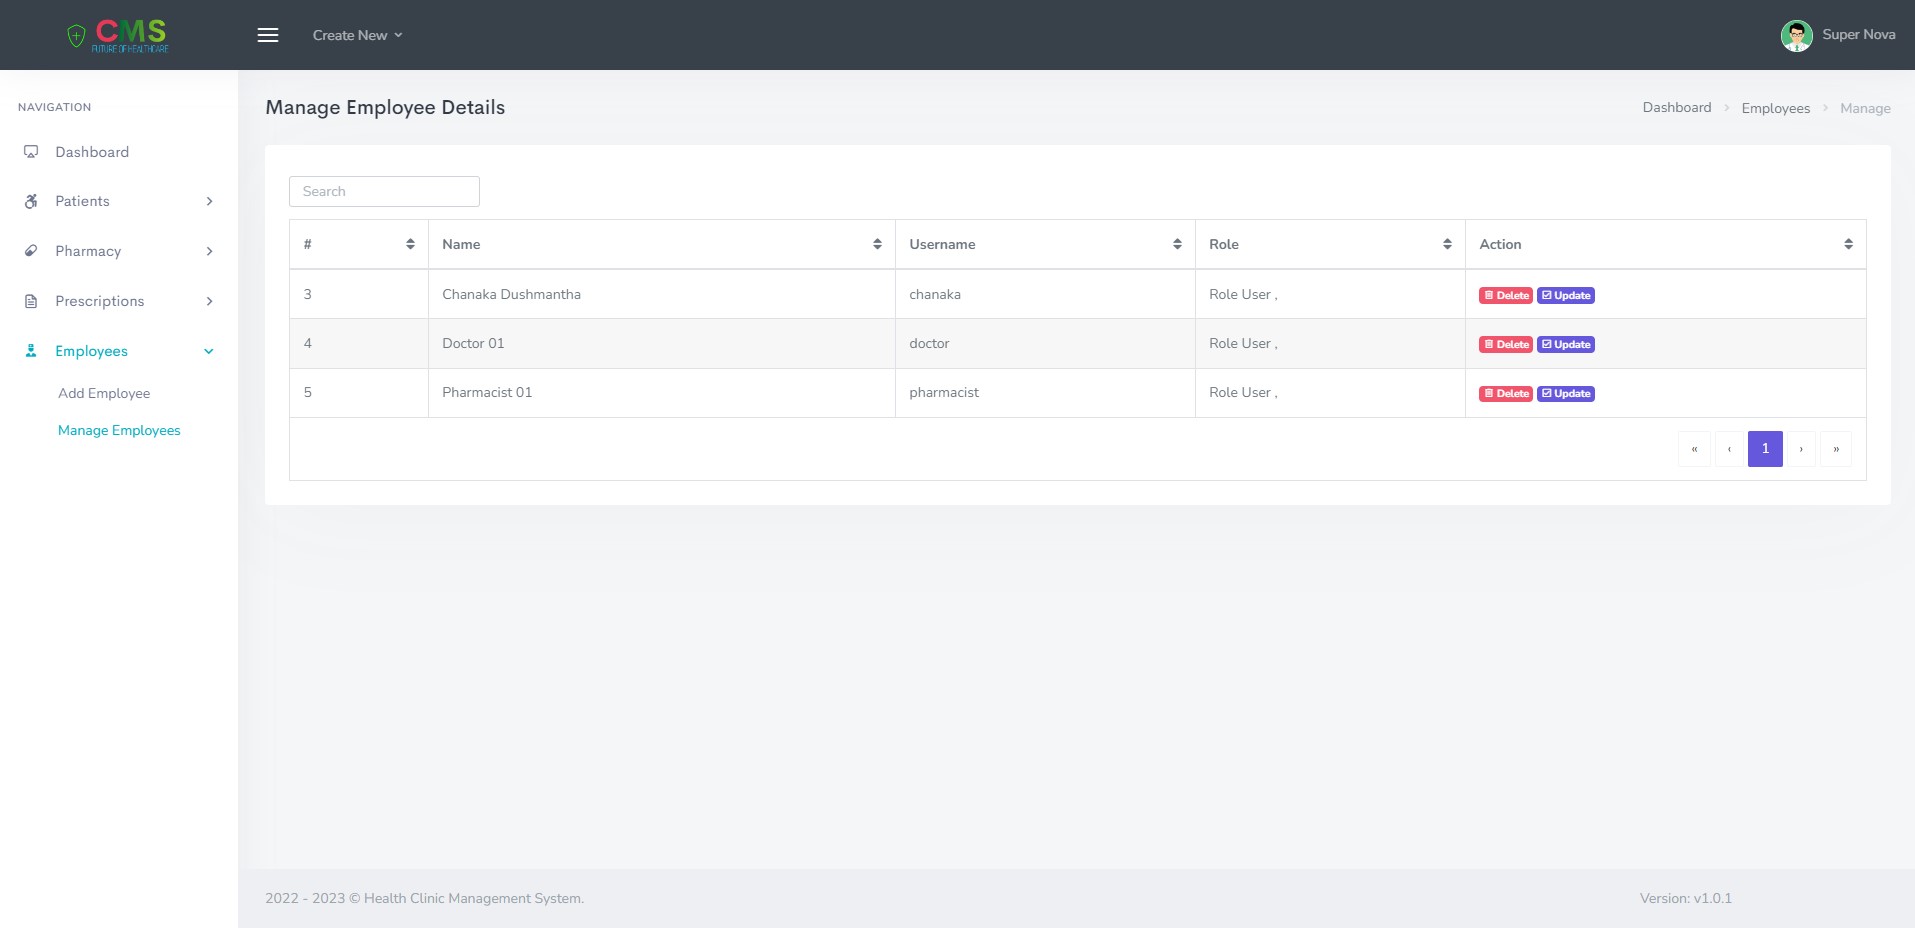 CMS
FUTURE OF HEALTHCARE
Create New
Super Nova
NAVIGATION
Dashboard
Patients
Pharmacy
Prescriptions
Employees
Add Employee
Manage Employees
Manage Employee Details
Dashboard > Employees > Manage
Search
# Name Username Role Action
3 Chanaka Dushmantha chanaka Role User , Delete Update
4 Doctor 01 doctor Role User , Delete Update
5 Pharmacist 01 pharmacist Role User , Delete Update
« ‹ 1 › »
2022 - 2023 © Health Clinic Management System.
Version: v1.0.1